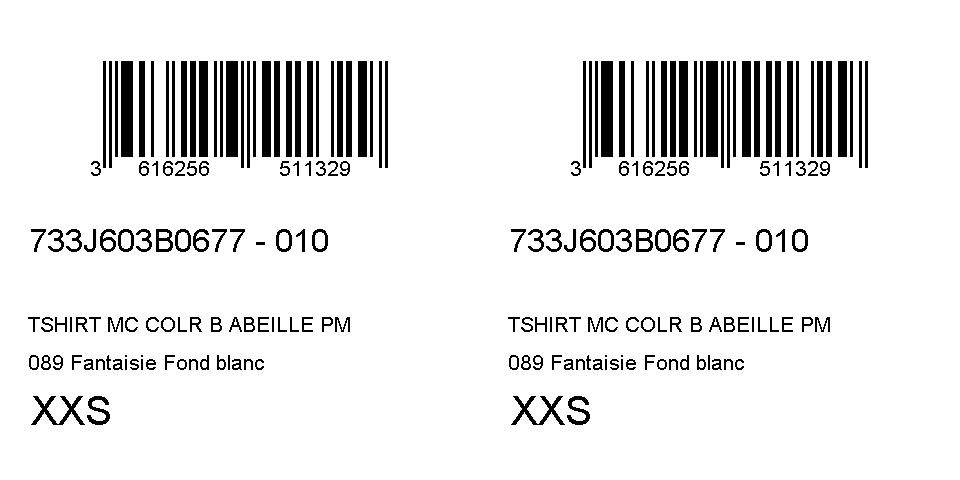 3 616256 511329
733J603B0677 - 010
TSHIRT MC COLR B ABEILLE PM
089 Fantaisie Fond blanc
XXS
3 616256 511329
733J603B0677 - 010
TSHIRT MC COLR B ABEILLE PM
089 Fantaisie Fond blanc
XXS